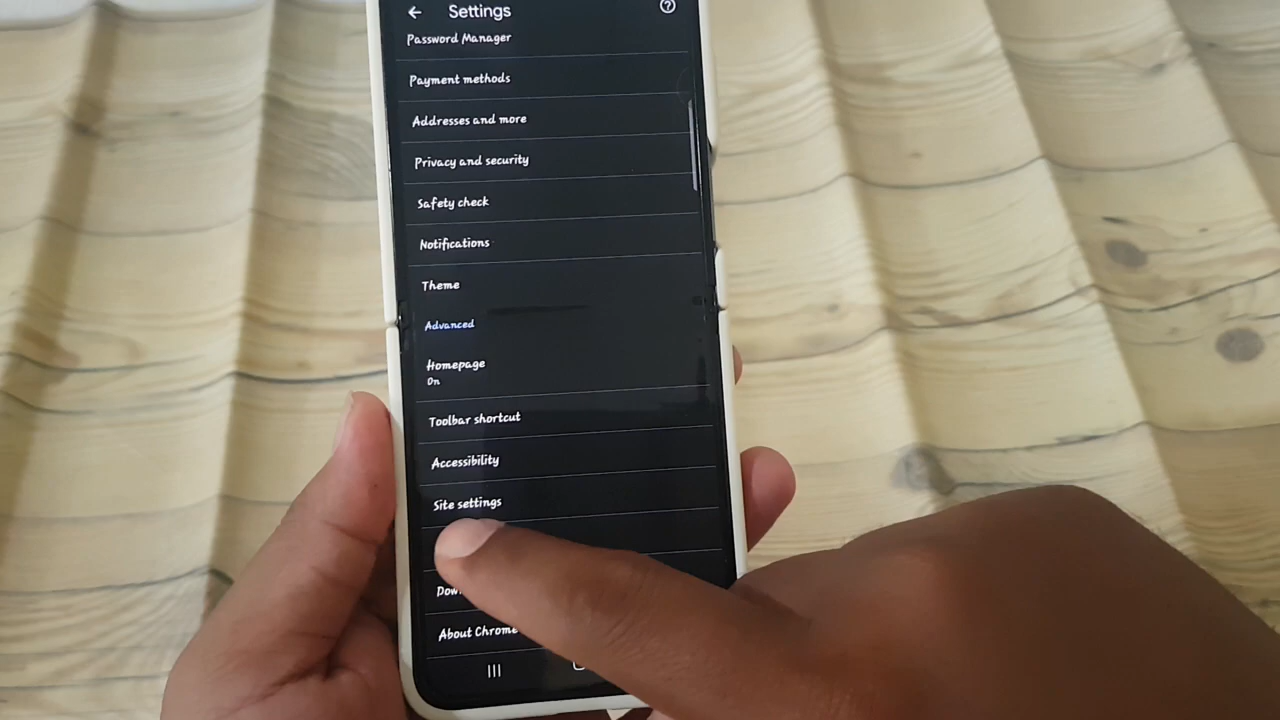 Settings
Password Manager
Payment methods
Addresses and more
Privacy and security
Safety check
Notifications
Theme
Advanced
Homepage
On
Toolbar shortcut
Accessibility
Site settings
About Chrome